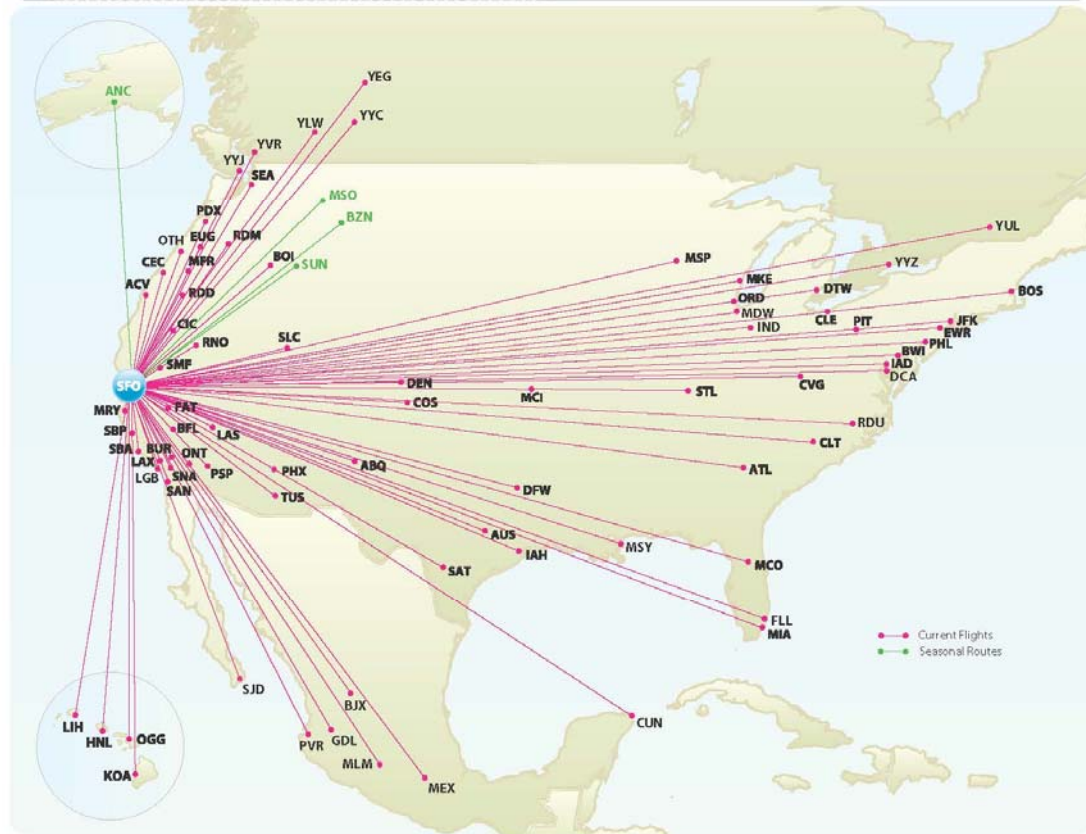 ANC
YEG
YLW
YYC
YVR
YYJ
SEA
MSO
BZN
PDX
OTH
EUG
RDM
CEC
MFR
BOI
SUN
ACV
RDD
CIC
RNO
SLC
SMF
SFO
YUL
MSP
YYZ
MKE
DTW
BOS
ORD
MDW
CLE
PIT
JFK
IND
EWR
PHL
BWI
IAD
DCA
DEN
CVG
COS
MCI
STL
MRY
FAT
SBP
BFL
LAS
RDU
CLT
SBA
BUR
ONT
LAX
LGB
SNA
PSP
PHX
ABQ
ATL
SAN
TUS
DFW
AUS
MSY
IAH
SAT
MCO
FLL
MIA
Current Flights
Seasonal Routes
SJD
BJX
CUN
LIH
HNL
OGG
PVR
GDL
MLM
KOA
MEX